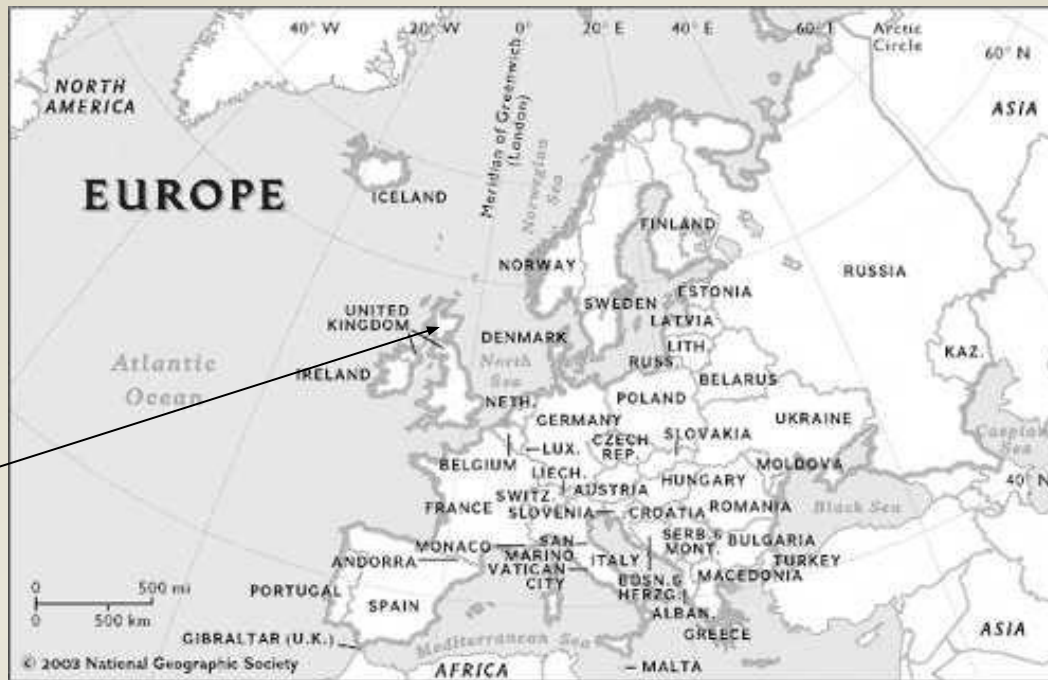 40° W
20° W
0°
20° E
40° E
60° E
Arctic
Circle
60° N
NORTH
AMERICA
ASIA
Meridian of Greenwich
(London)
Norwegian
Sea
EUROPE
ICELAND
FINLAND
NORWAY
RUSSIA
SWEDEN
ESTONIA
UNITED
KINGDOM
LATVIA
DENMARK
LITH.
KAZ.
North
Sea
RUSS.
Atlantic
Ocean
IRELAND
BELARUS
NETH.
POLAND
GERMANY
UKRAINE
LUX.
CZECH
REP.
SLOVAKIA
Caspian
Sea
BELGIUM
LIECH.
MOLDOVA
HUNGARY
40° N
SWITZ.
AUSTRIA
FRANCE
ROMANIA
Black Sea
SLOVENIA
CROATIA
SERB. &
MONT.
BULGARIA
MONACO
SAN
MARINO
ITALY
ANDORRA
VATICAN
CITY
TURKEY
MACEDONIA
BOSN. &
HERZG.
PORTUGAL
SPAIN
0 500 mi
0 500 km
ALBAN.
GREECE
GIBRALTAR (U.K.)
Mediterranean Sea
ASIA
© 2003 National Geographic Society
AFRICA
MALTA